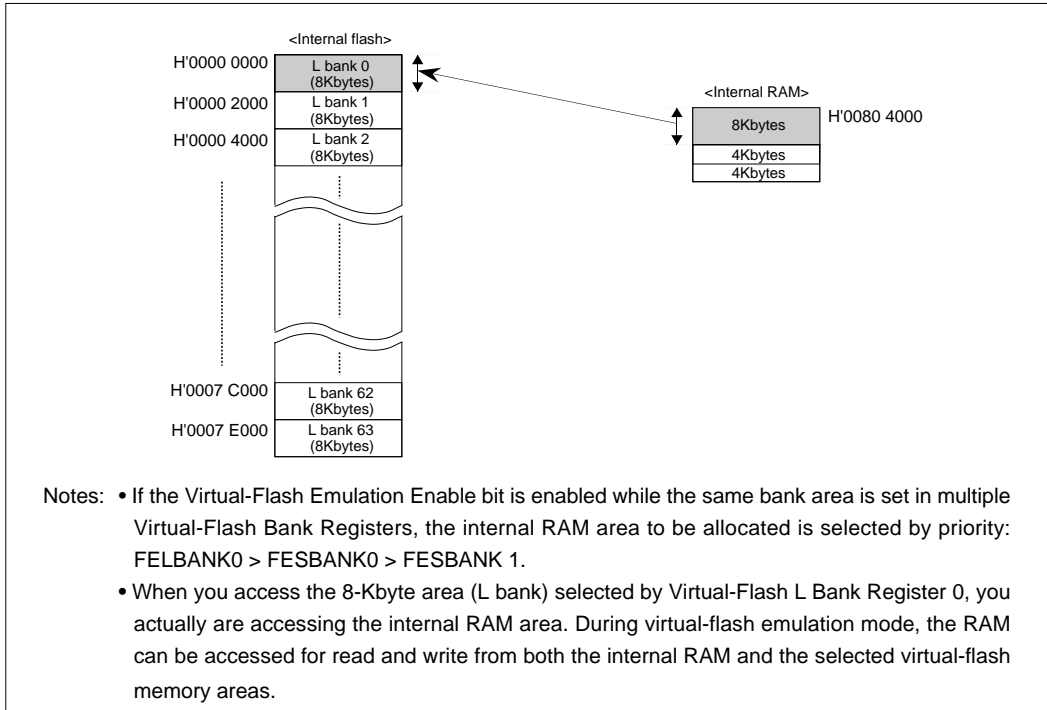 <Internal flash>
H'0000 0000
L bank 0
(8Kbytes)
H'0000 2000
L bank 1
(8Kbytes)
H'0000 4000
L bank 2
(8Kbytes)
<Internal RAM>
8Kbytes
H'0080 4000
4Kbytes
4Kbytes
H'0007 C000
L bank 62
(8Kbytes)
H'0007 E000
L bank 63
(8Kbytes)
Notes: • If the Virtual-Flash Emulation Enable bit is enabled while the same bank area is set in multiple
Virtual-Flash Bank Registers, the internal RAM area to be allocated is selected by priority:
FELBANK0 > FESBANK0 > FESBANK 1.
• When you access the 8-Kbyte area (L bank) selected by Virtual-Flash L Bank Register 0, you
actually are accessing the internal RAM area. During virtual-flash emulation mode, the RAM
can be accessed for read and write from both the internal RAM and the selected virtual-flash
memory areas.